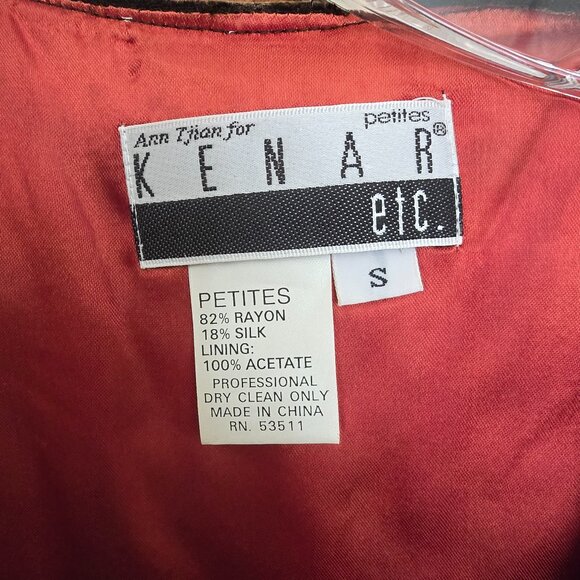 Ann Tjian for petites
KENAR®
etc.
S
PETITES
82% RAYON
18% SILK
LINING:
100% ACETATE
PROFESSIONAL
DRY CLEAN ONLY
MADE IN CHINA
RN. 53511